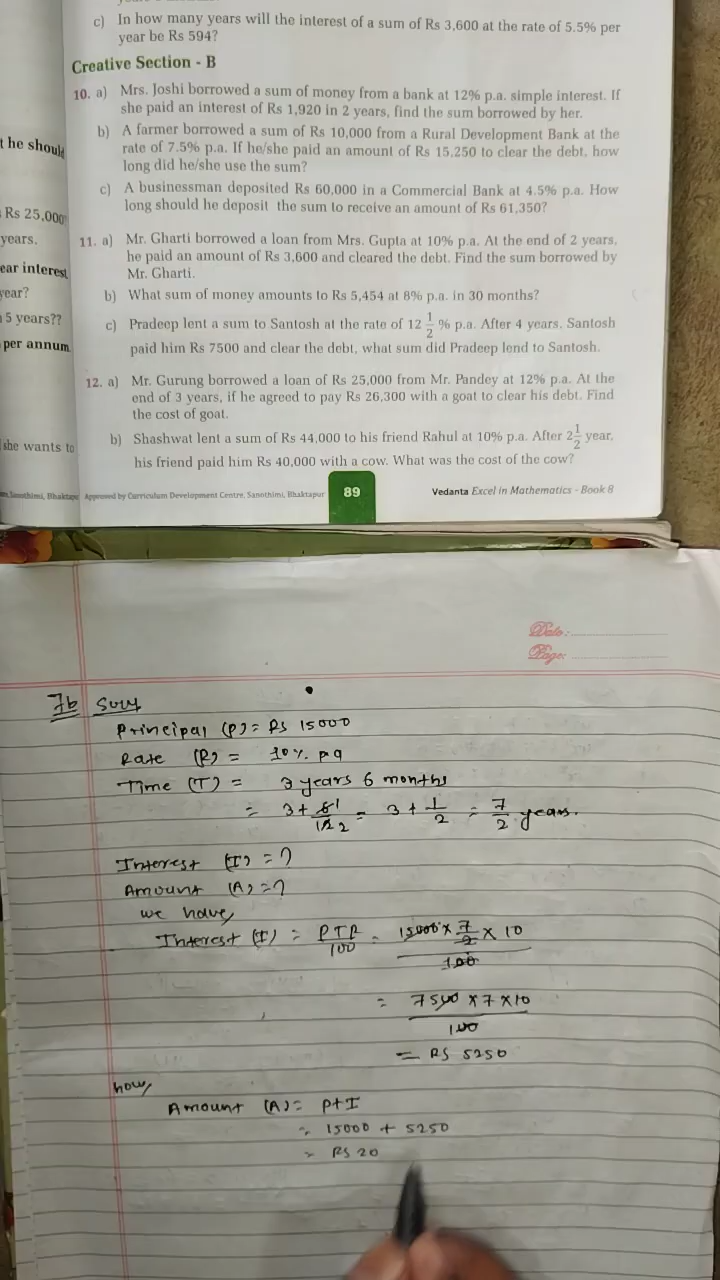 c) In how many years will the interest of a sum of Rs 3,600 at the rate of 5.5% per
year be Rs 594?
Creative Section - B
10. a) Mrs. Joshi borrowed a sum of money from a bank at 12% p.a. simple interest. If
she paid an interest of Rs 1,920 in 2 years, find the sum borrowed by her.
b) A farmer borrowed a sum of Rs 10,000 from a Rural Development Bank at the
rate of 7.5% p.a. If he/she paid an amount of Rs 15,250 to clear the debt, how
long did he/she use the sum?
c) A businessman deposited Rs 60,000 in a Commercial Bank at 4.5% p.a. How
long should he deposit the sum to receive an amount of Rs 61,350?
11. a) Mr. Gharti borrowed a loan from Mrs. Gupta at 10% p.a. At the end of 2 years,
he paid an amount of Rs 3,600 and cleared the debt. Find the sum borrowed by
Mr. Gharti.
b) What sum of money amounts to Rs 5,454 at 8% p.a. in 30 months?
c) Pradeep lent a sum to Santosh at the rate of 12 1/2 % p.a. After 4 years, Santosh
paid him Rs 7500 and clear the debt, what sum did Pradeep lend to Santosh.
12. a) Mr. Gurung borrowed a loan of Rs 25,000 from Mr. Pandey at 12% p.a. At the
end of 3 years, if he agreed to pay Rs 26,300 with a goat to clear his debt. Find
the cost of goat.
b) Shashwat lent a sum of Rs 44,000 to his friend Rahul at 10% p.a. After 2 1/2 year,
his friend paid him Rs 40,000 with a cow. What was the cost of the cow?
t he should
Rs 25,000
years.
ear interest
year?
5 years??
per annum
she wants to
Approved by Curriculum Development Centre, Sanothimi, Bhaktapur 89 Vedanta Excel in Mathematics - Book 8
Date:
Page:
7b
Principal (P) = Rs 15000
Rate (R) = 10% pa
Time (T) = 3 years 6 months
= 3 + 6 1/12 2 = 3 + 1/2 = 7/2 years.
Interest (I) = ?
Amount (A) = ?
we have,
Interest (I) = PTR/100 = 15000 × 7/2 × 10/100
= 7500 × 7 × 10/100
= Rs 5250
now,
Amount (A) = P+I
= 15000 + 5250
= Rs 20